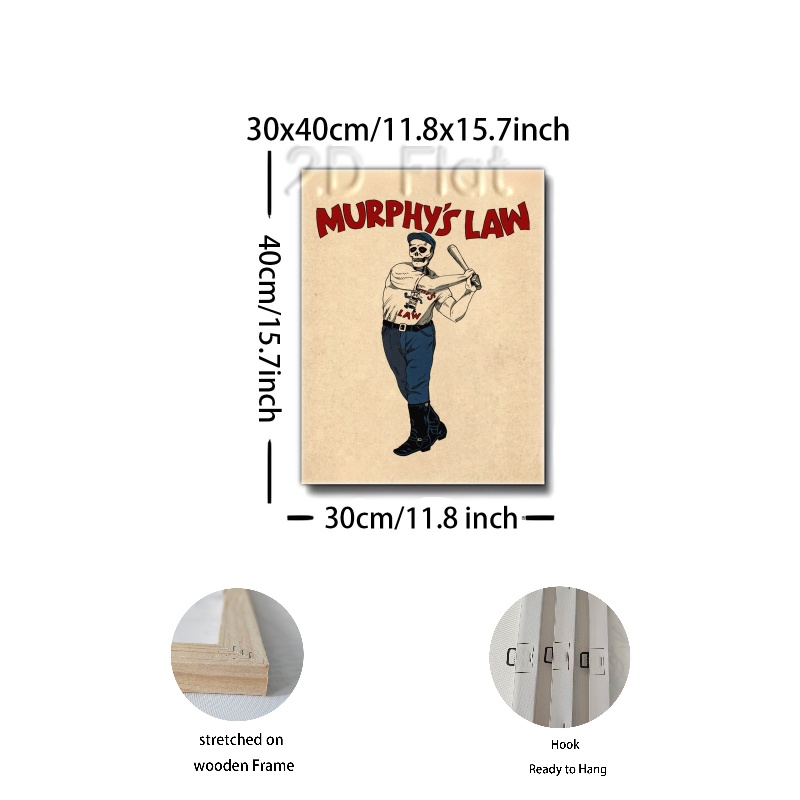 30x40cm/11.8x15.7inch
2D Flat
MURPHY'S LAW
LAW
40cm/15.7inch
30cm/11.8 inch
stretched on
wooden Frame
Hook
Ready to Hang